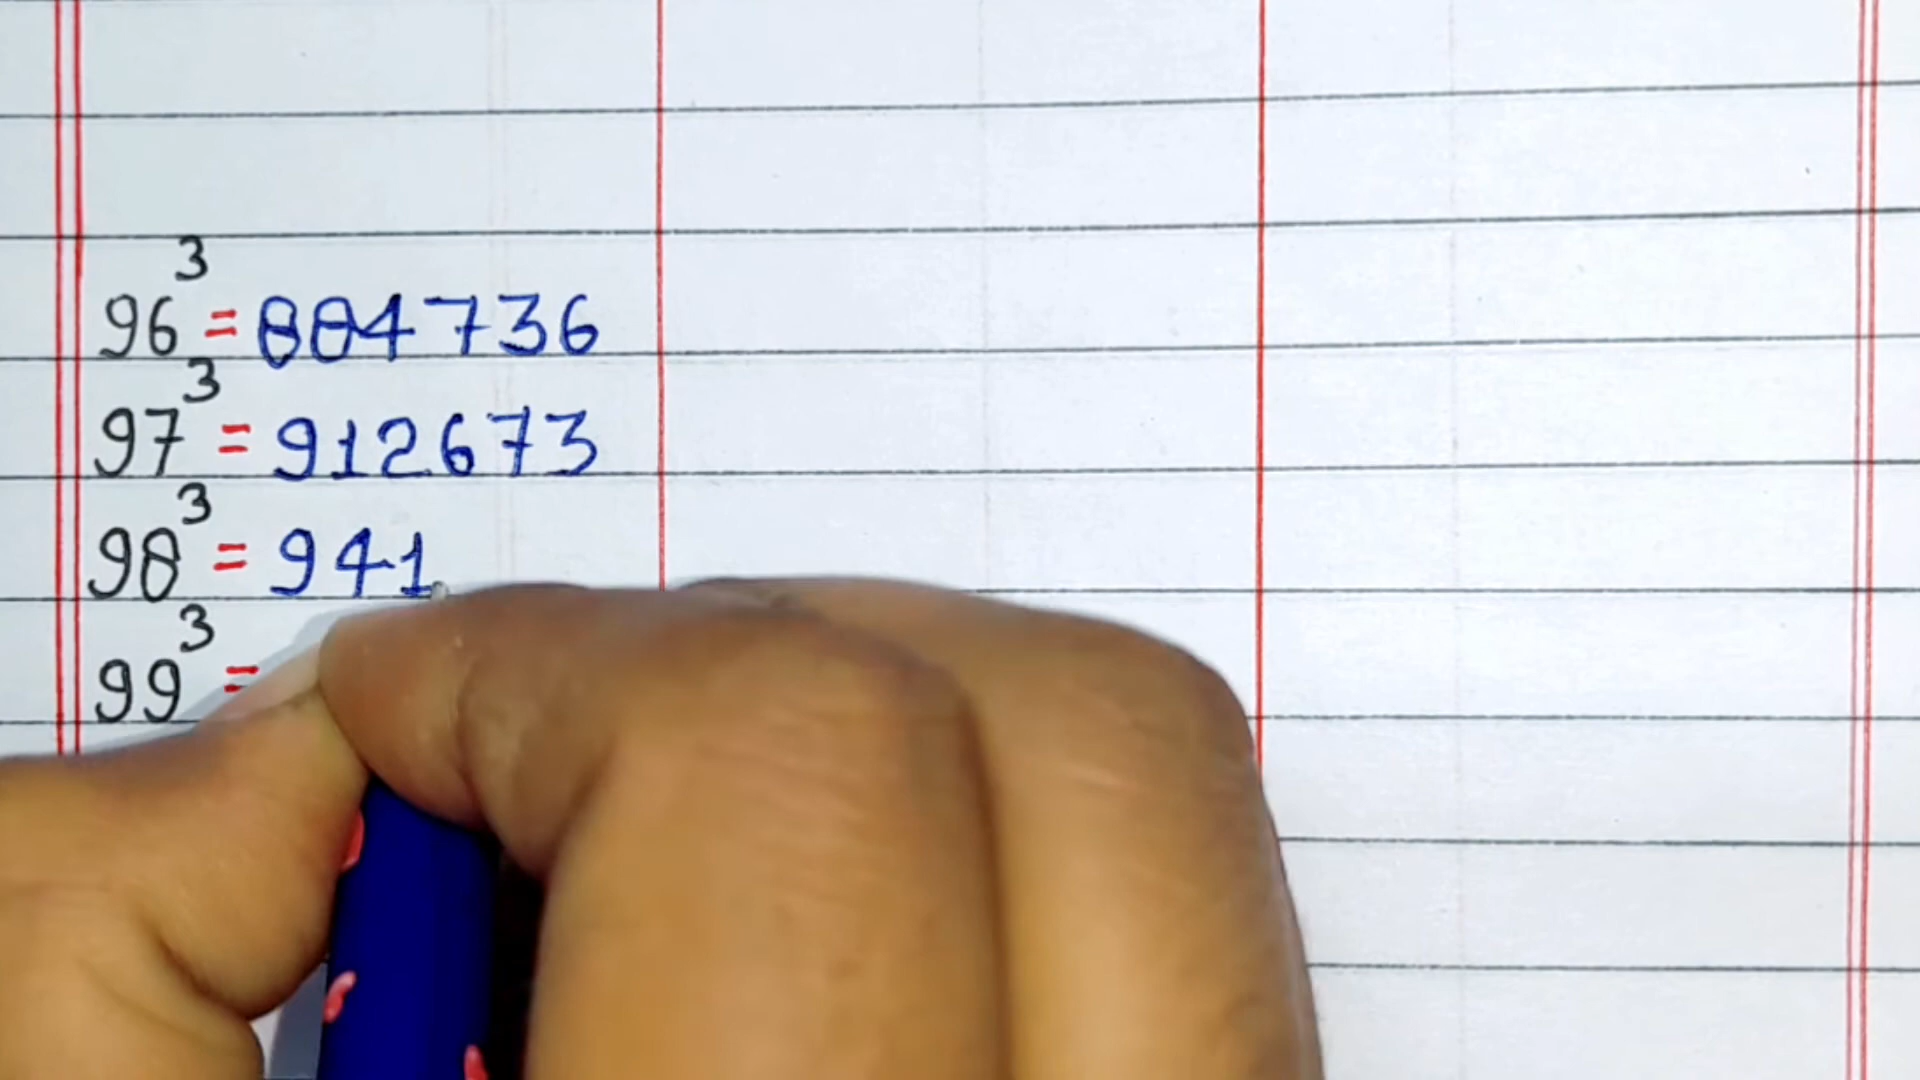 96³ = 884736
97³ = 912673
98³ = 941
99³ =